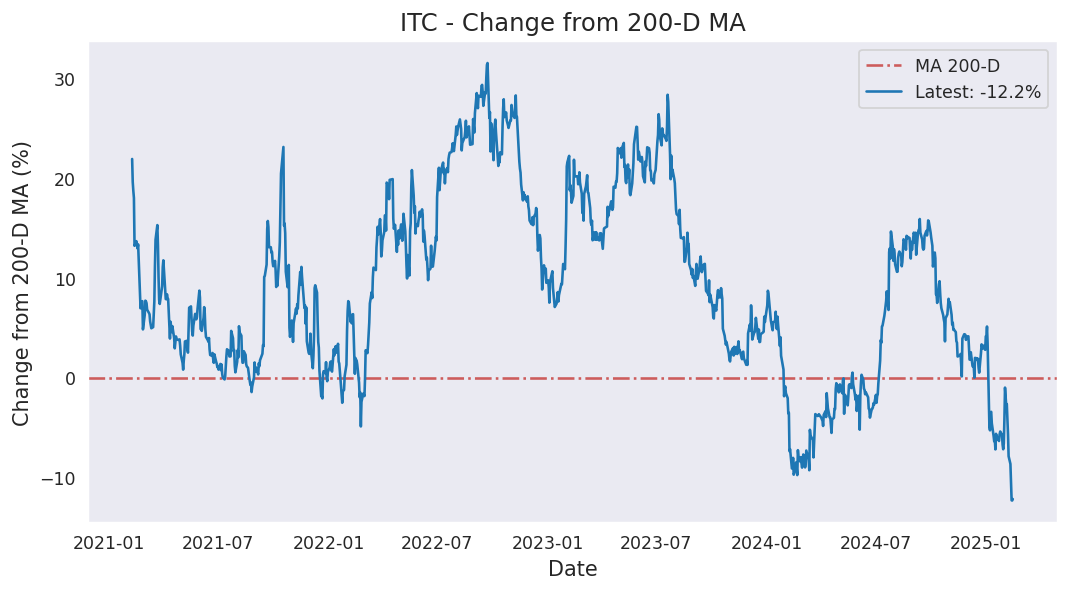 ITC - Change from 200-D MA
MA 200-D
Latest: -12.2%
Change from 200-D MA (%)
30
20
10
0
−10
2021-01 2021-07 2022-01 2022-07 2023-01 2023-07 2024-01 2024-07 2025-01
Date